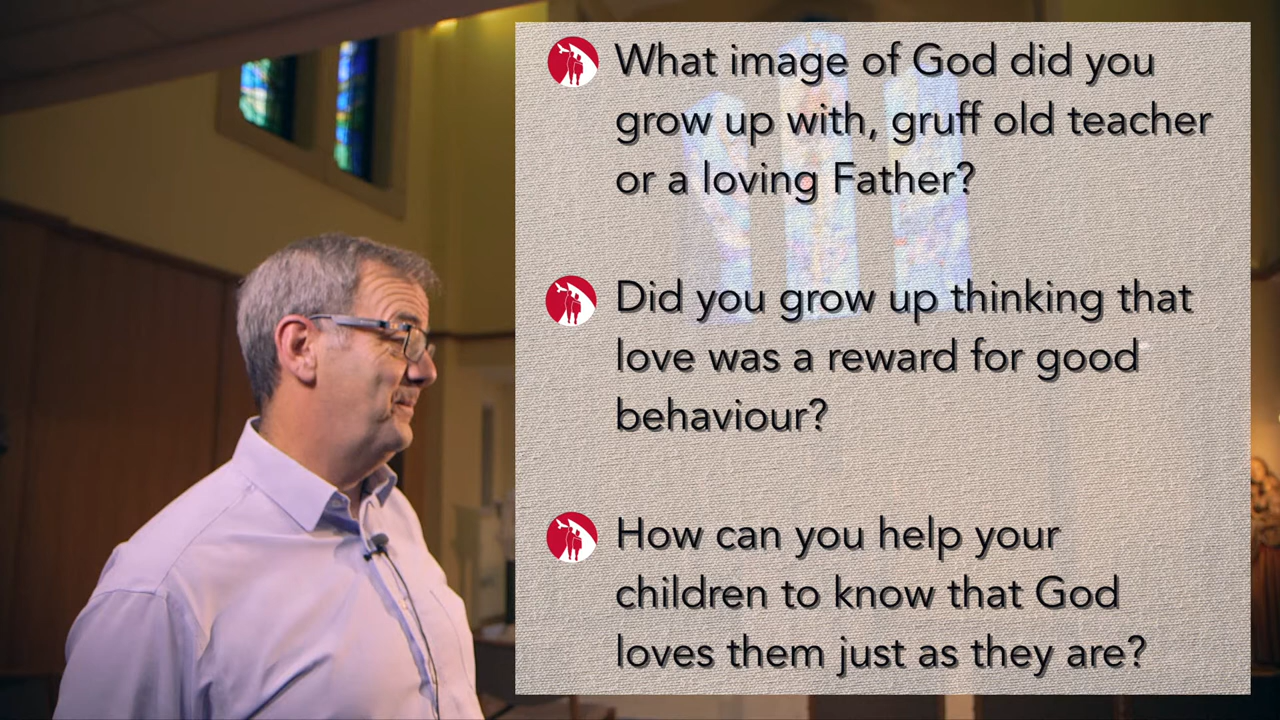 What image of God did you
grow up with, gruff old teacher
or a loving Father?
Did you grow up thinking that
love was a reward for good
behaviour?
How can you help your
children to know that God
loves them just as they are?